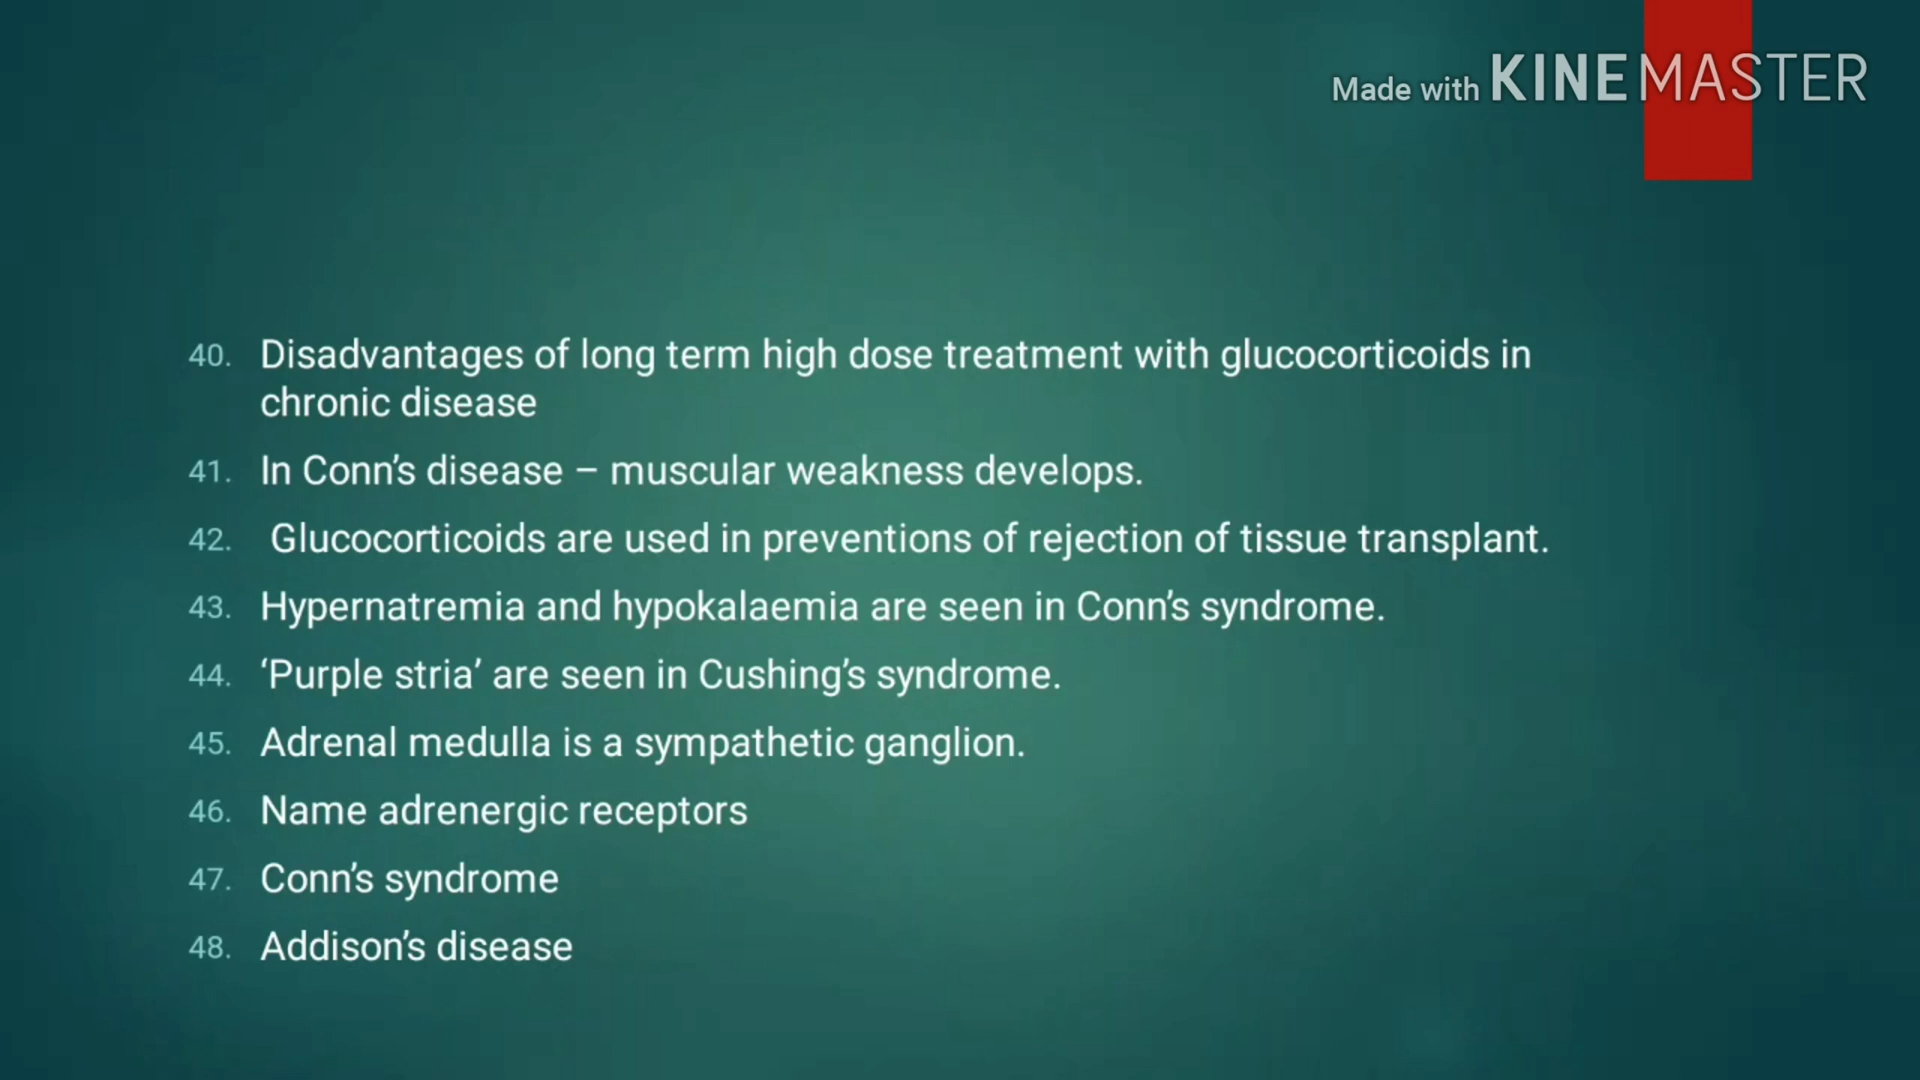 Made with KINEMASTER
40. Disadvantages of long term high dose treatment with glucocorticoids in
chronic disease
41. In Conn’s disease – muscular weakness develops.
42. Glucocorticoids are used in preventions of rejection of tissue transplant.
43. Hypernatremia and hypokalaemia are seen in Conn’s syndrome.
44. ‘Purple stria’ are seen in Cushing’s syndrome.
45. Adrenal medulla is a sympathetic ganglion.
46. Name adrenergic receptors
47. Conn’s syndrome
48. Addison’s disease